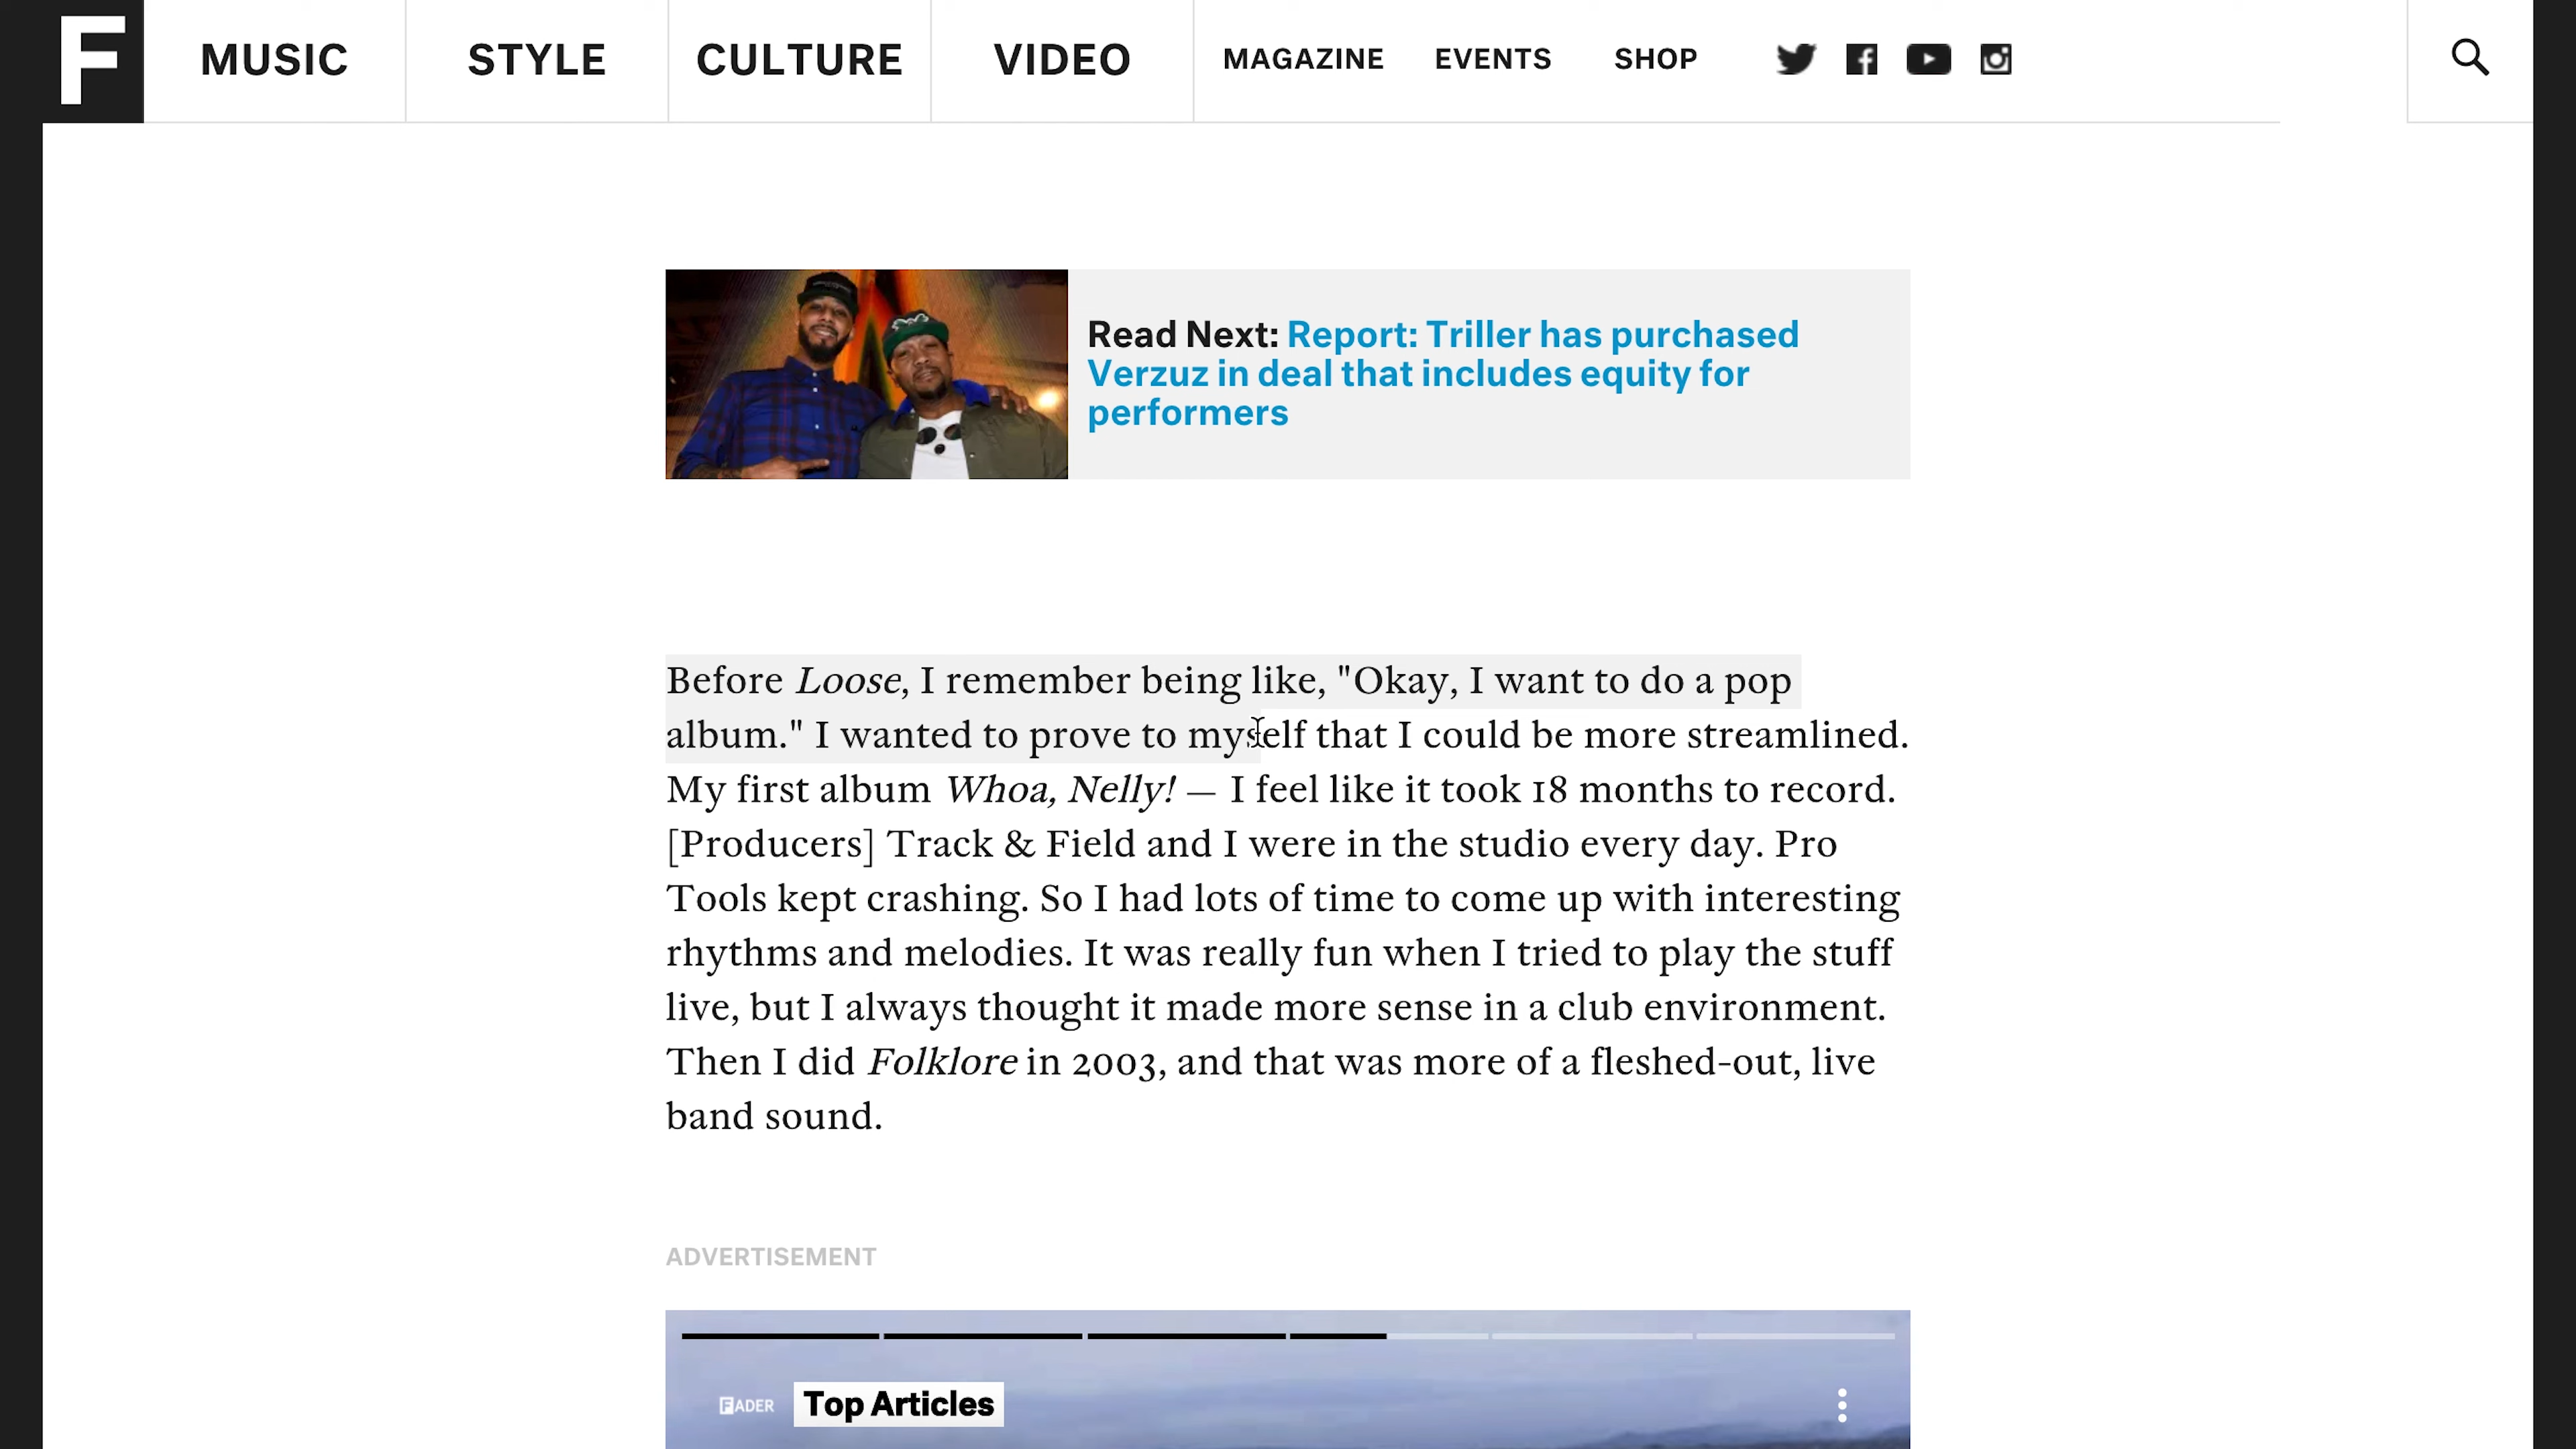 F
MUSIC
STYLE
CULTURE
VIDEO
MAGAZINE
EVENTS
SHOP
Read Next: Report: Triller has purchased
Verzuz in deal that includes equity for
performers
Before Loose, I remember being like, "Okay, I want to do a pop
album." I wanted to prove to myself that I could be more streamlined.
My first album Whoa, Nelly! — I feel like it took 18 months to record.
[Producers] Track & Field and I were in the studio every day. Pro
Tools kept crashing. So I had lots of time to come up with interesting
rhythms and melodies. It was really fun when I tried to play the stuff
live, but I always thought it made more sense in a club environment.
Then I did Folklore in 2003, and that was more of a fleshed-out, live
band sound.
ADVERTISEMENT
FADER
Top Articles